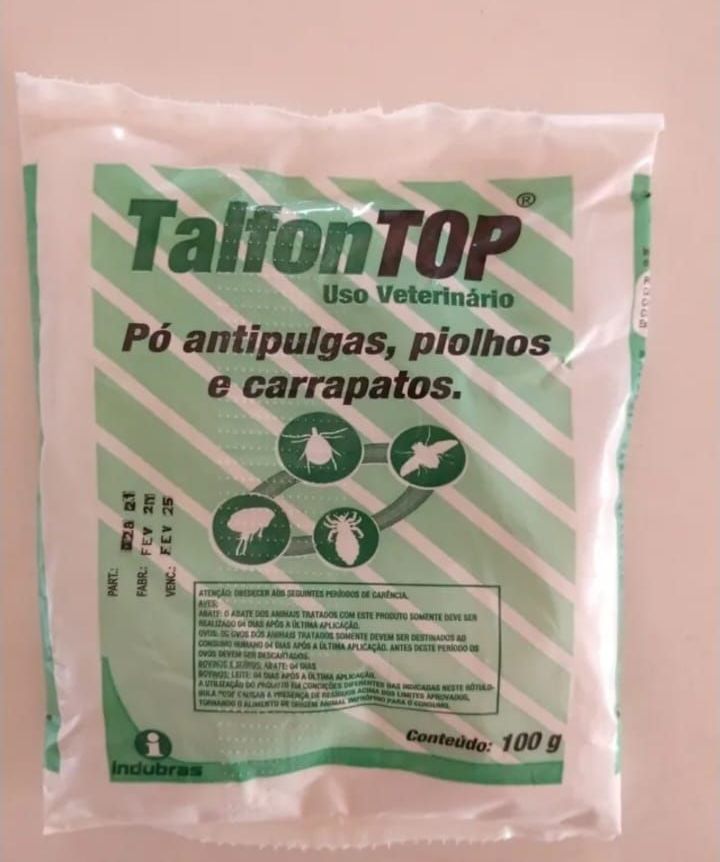 TalfonTOP®
Uso Veterinário
Pó antipulgas, piolhos
e carrapatos.
PART.: 028 21
FABR.: FEV 21
VENC.: FEV 25
ATENÇÃO: OBEDECER AOS SEGUINTES PERÍODOS DE CARÊNCIA.
AVES:
ABATE: O ABATE DOS ANIMAIS TRATADOS COM ESTE PRODUTO SOMENTE DEVE SER
REALIZADO 04 DIAS APÓS A ÚLTIMA APLICAÇÃO.
OVOS: OS OVOS DOS ANIMAIS TRATADOS SOMENTE DEVEM SER DESTINADOS AO
CONSUMO HUMANO 04 DIAS APÓS A ÚLTIMA APLICAÇÃO. ANTES DESTE PERÍODO OS
OVOS DEVEM SER DESCARTADOS.
BOVINOS E SUÍNOS: ABATE: 04 DIAS
BOVINOS: LEITE: 04 DIAS APÓS A ÚLTIMA APLICAÇÃO.
A UTILIZAÇÃO DO PRODUTO EM CONDIÇÕES DIFERENTES DAS INDICADAS NESTE RÓTULO-
BULA PODE CAUSAR A PRESENÇA DE RESÍDUOS ACIMA DOS LIMITES APROVADOS,
TORNANDO O ALIMENTO DE ORIGEM ANIMAL IMPRÓPRIO PARA O CONSUMO.
Conteúdo: 100 g
indubras